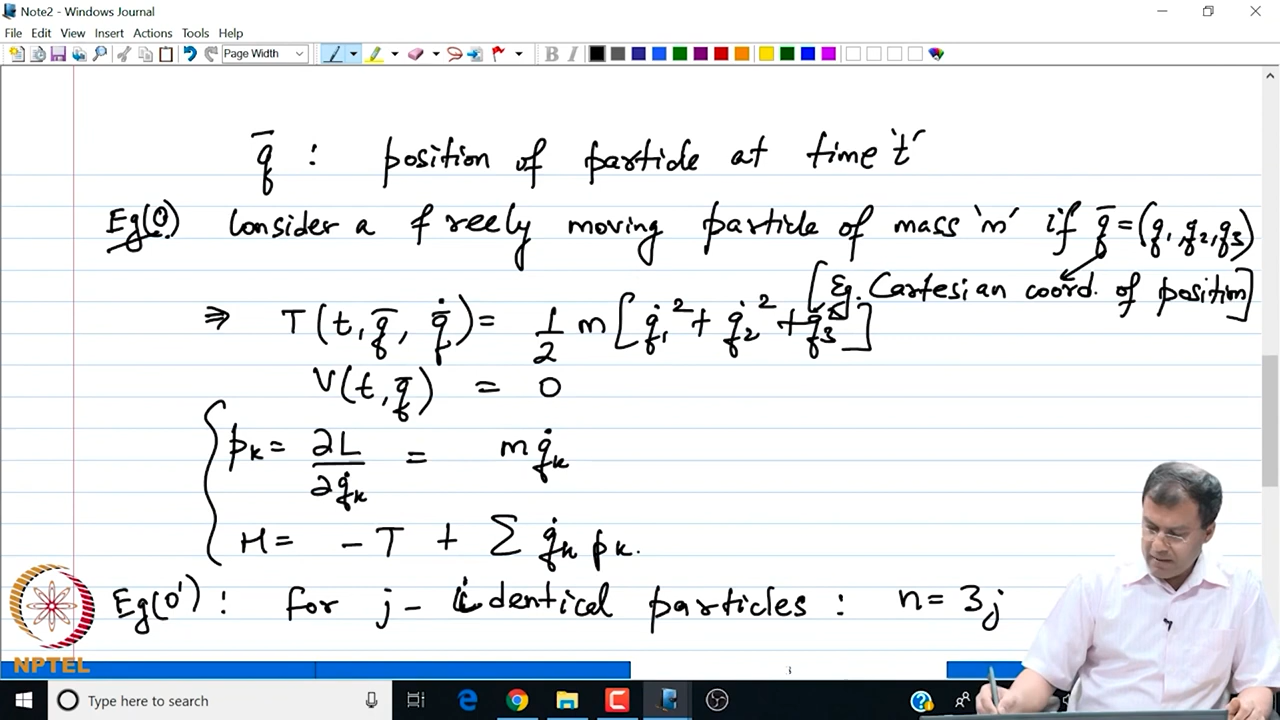 Note2 - Windows Journal
File Edit View Insert Actions Tools Help
Page Width
B I
q̄ : position of particle at time 't'
Eg(0) Consider a freely moving particle of mass 'm' if q̄ = (q₁, q₂, q₃)
[Eg. Cartesian coord. of position]
⇒ T(t, q̄, q̄̇) = 1/2 m [q̇₁² + q̇₂² + q̇₃²]
V(t, q̄) = 0
pₖ = ∂L/∂q̇ₖ = m q̇ₖ
H = - T + Σ q̇ₖ pₖ.
Eg(0') : For j - identical particles : n = 3j
NPTEL
3
Type here to search